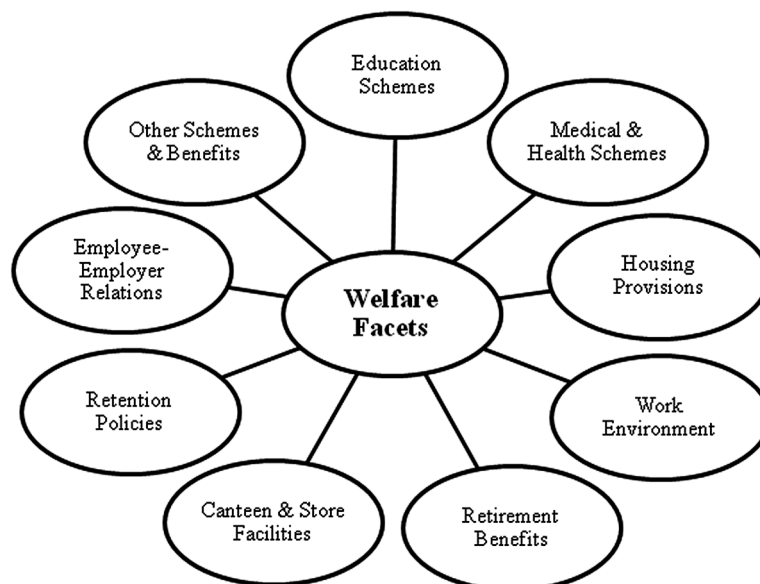 Education
Schemes
Medical &
Health Schemes
Housing
Provisions
Work
Environment
Retirement
Benefits
Canteen & Store
Facilities
Retention
Policies
Employee-
Employer
Relations
Other Schemes
& Benefits
Welfare
Facets